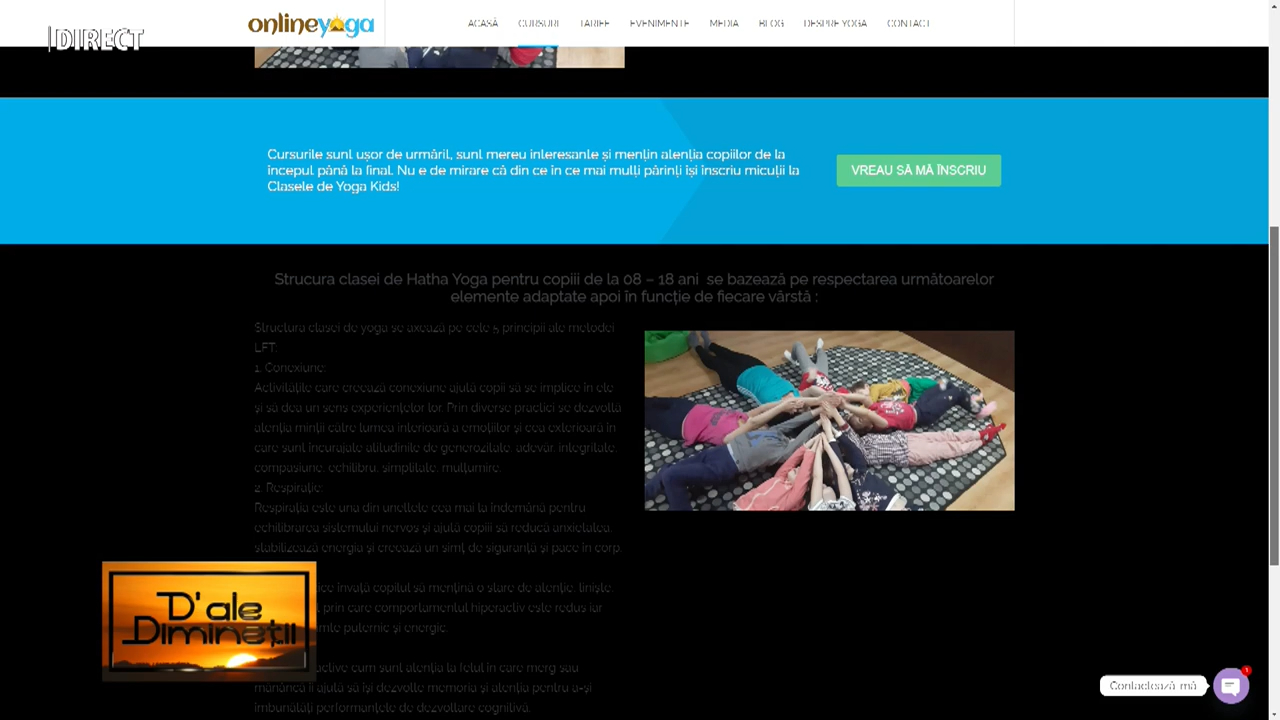 onlineyoga
ACASĂ CURSURI TARIFE EVENIMENTE MEDIA BLOG DESPRE YOGA CONTACT
DIRECT
Cursurile sunt ușor de urmărit, sunt mereu interesante și mențin atenția copiilor de la
început până la final. Nu e de mirare că din ce în ce mai mulți părinți își înscriu micuții la
Clasele de Yoga Kids!
VREAU SĂ MĂ ÎNSCRIU
Strucura clasei de Hatha Yoga pentru copiii de la 08 – 18 ani se bazează pe respectarea următoarelor
elemente adaptate apoi în funcție de fiecare vârstă :
Structura clasei de yoga se axează pe cele 5 principii ale metodei
LFT:
1. Conexiune:
Activitățile care creează conexiune ajută copii să se implice în ele
și să dea un sens experiențelor lor. Prin diverse practici se dezvoltă
atenția minții către lumea interioară a emoțiilor și cea exterioară în
care sunt încurajate atitudinile de generozitate, adevăr, integritate,
compasiune, echilibru, simplitate, mulțumire.
2. Respirație:
Respirația este una din uneltele cea mai la îndemână pentru
echilibrarea sistemului nervos și ajută copiii să reducă anxietatea,
stabilizează energia și creează un simț de siguranță și pace în corp.
învață copilul să mențină o stare de atenție, liniște,
prin care comportamentul hiperactiv este redus iar
puternic și energic.
cum sunt atenția la felul în care merg sau
mănâncă îi ajută să își dezvolte memoria și atenția pentru a-și
îmbunătăți performanțele de dezvoltare cognitivă.
D'ale
Dimineții
Contactează-mă
1